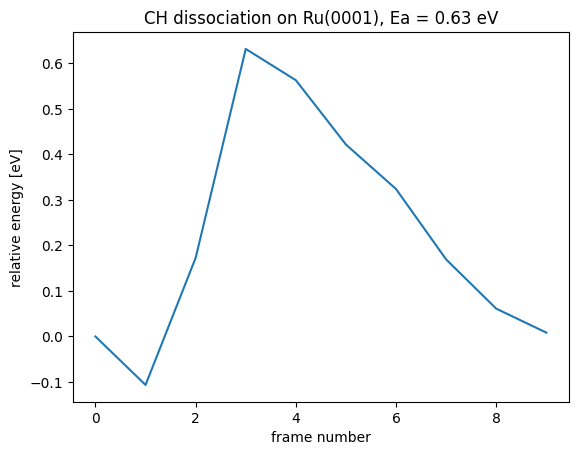 CH dissociation on Ru(0001), Ea = 0.63 eV
relative energy [eV]
0.6
0.5
0.4
0.3
0.2
0.1
0.0
−0.1
0 2 4 6 8
frame number